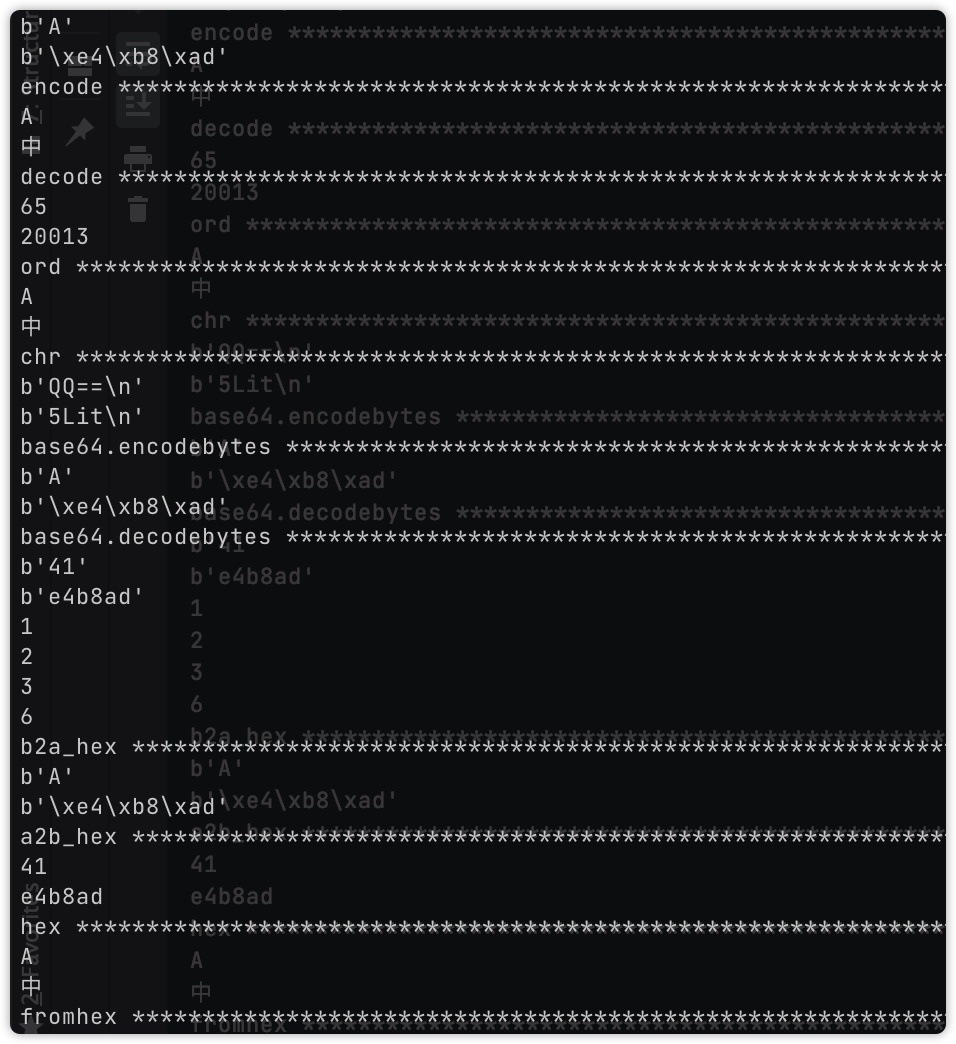 b'A'
b'\xe4\xb8\xad'
encode ***********************************************************
A
中
decode ***********************************************************
65
20013
ord **************************************************************
A
中
chr **************************************************************
b'QQ==\n'
b'5Lit\n'
base64.encodebytes ***********************************************
b'A'
b'\xe4\xb8\xad'
base64.decodebytes ***********************************************
b'41'
b'e4b8ad'
1
2
3
6
b2a_hex **********************************************************
b'A'
b'\xe4\xb8\xad'
a2b_hex **********************************************************
41
e4b8ad
hex **************************************************************
A
中
fromhex **********************************************************